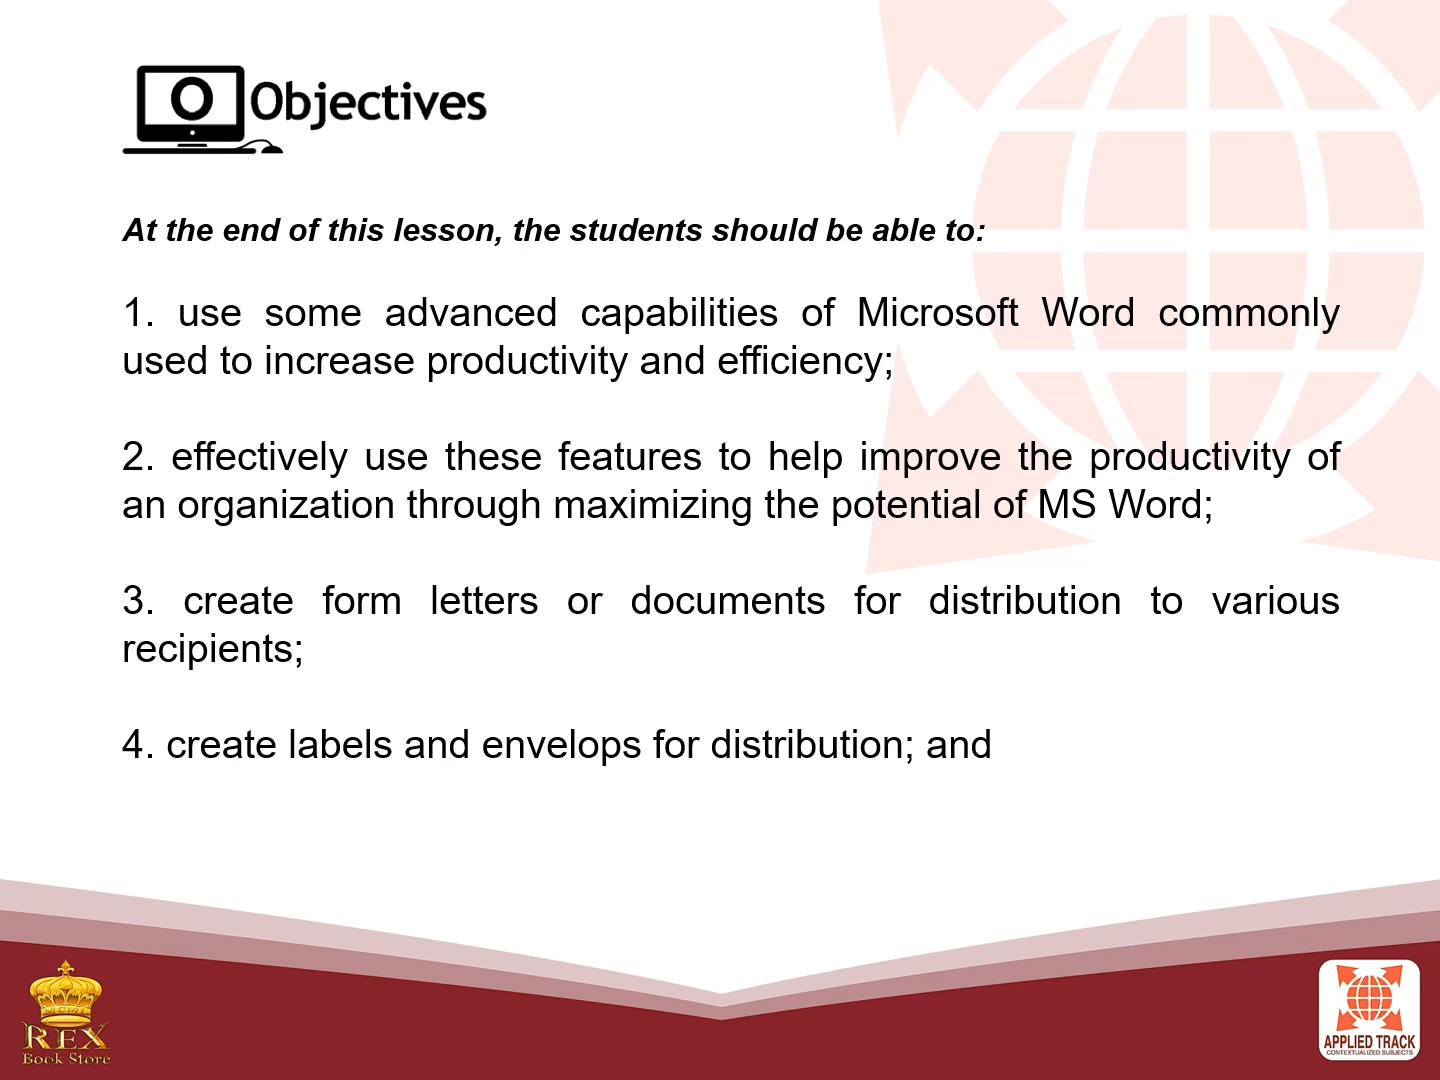 O Objectives
At the end of this lesson, the students should be able to:
1. use some advanced capabilities of Microsoft Word commonly
used to increase productivity and efficiency;
2. effectively use these features to help improve the productivity of
an organization through maximizing the potential of MS Word;
3. create form letters or documents for distribution to various
recipients;
4. create labels and envelops for distribution; and
REX
Book Store
APPLIED TRACK
CONTEXTUALIZED SUBJECTS